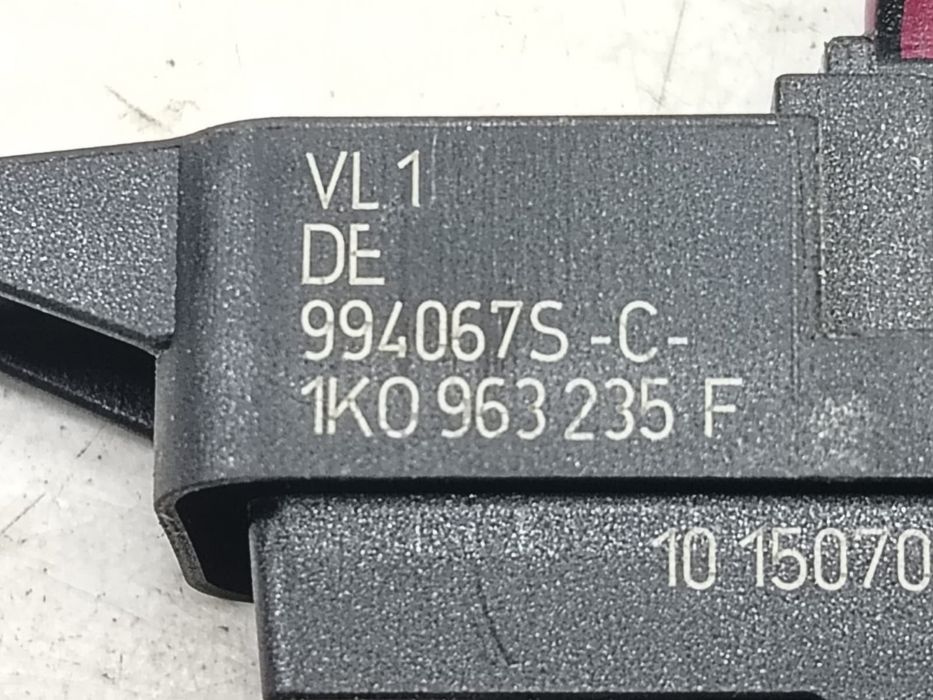 VL 1
DE
994067S -C-
1K0 963 235 F
10 15070